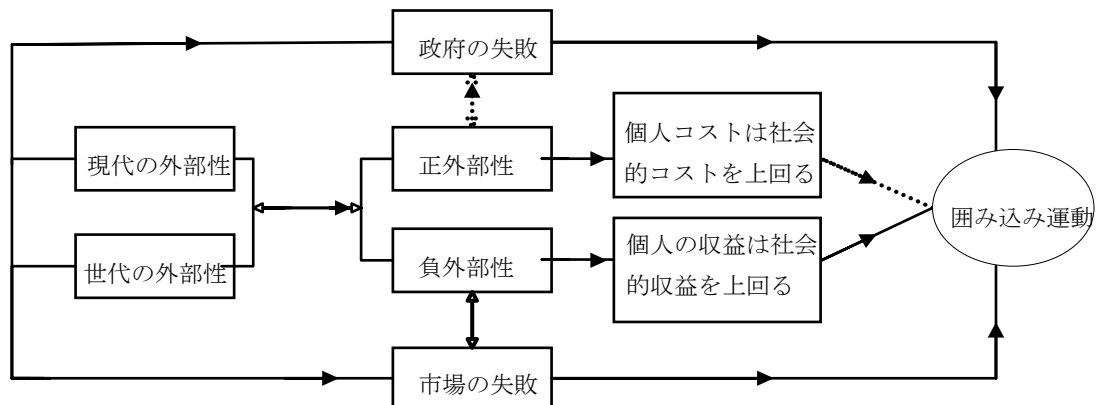 政府の失敗
現代の外部性
正外部性
個人コストは社会
的コストを上回る
囲み込み運動
世代の外部性
負外部性
個人の収益は社会
的収益を上回る
市場の失敗